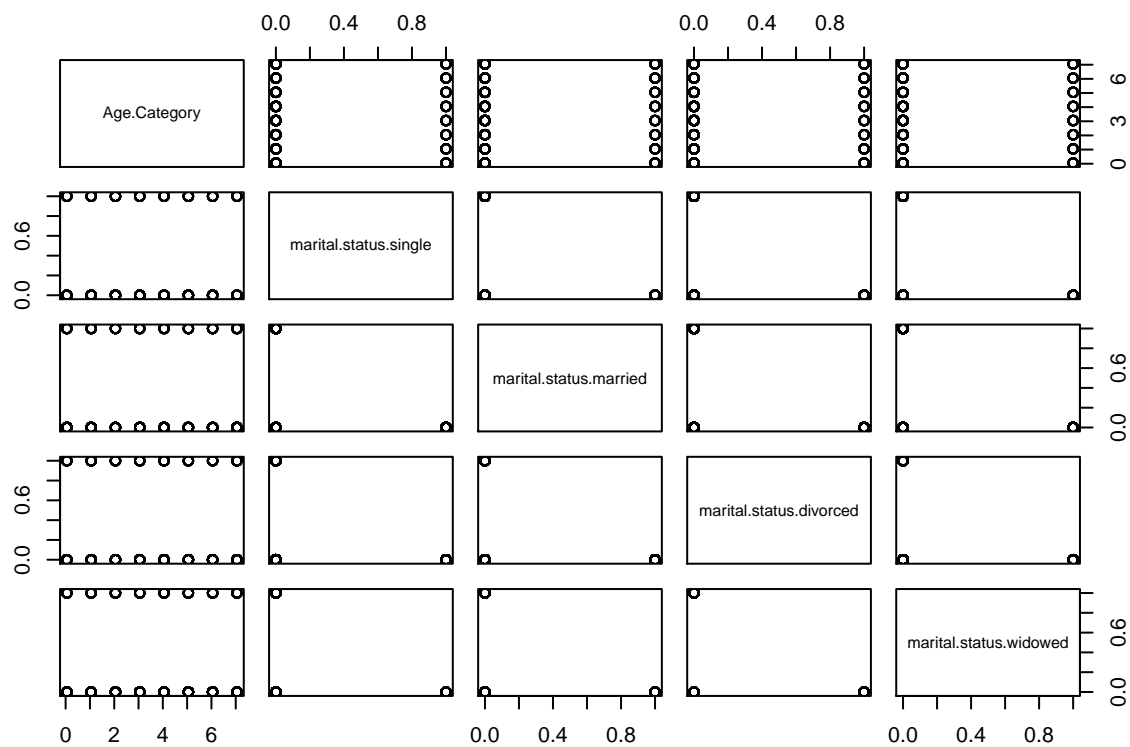 0.0 0.4 0.8 0.0 0.4 0.8
Age.Category
0 3 6
0.0 0.6
marital.status.single
marital.status.married
0.0 0.6
0.0 0.6
marital.status.divorced
marital.status.widowed
0.0 0.6
0 2 6 0.0 0.4 0.8 0.0 0.4 0.8